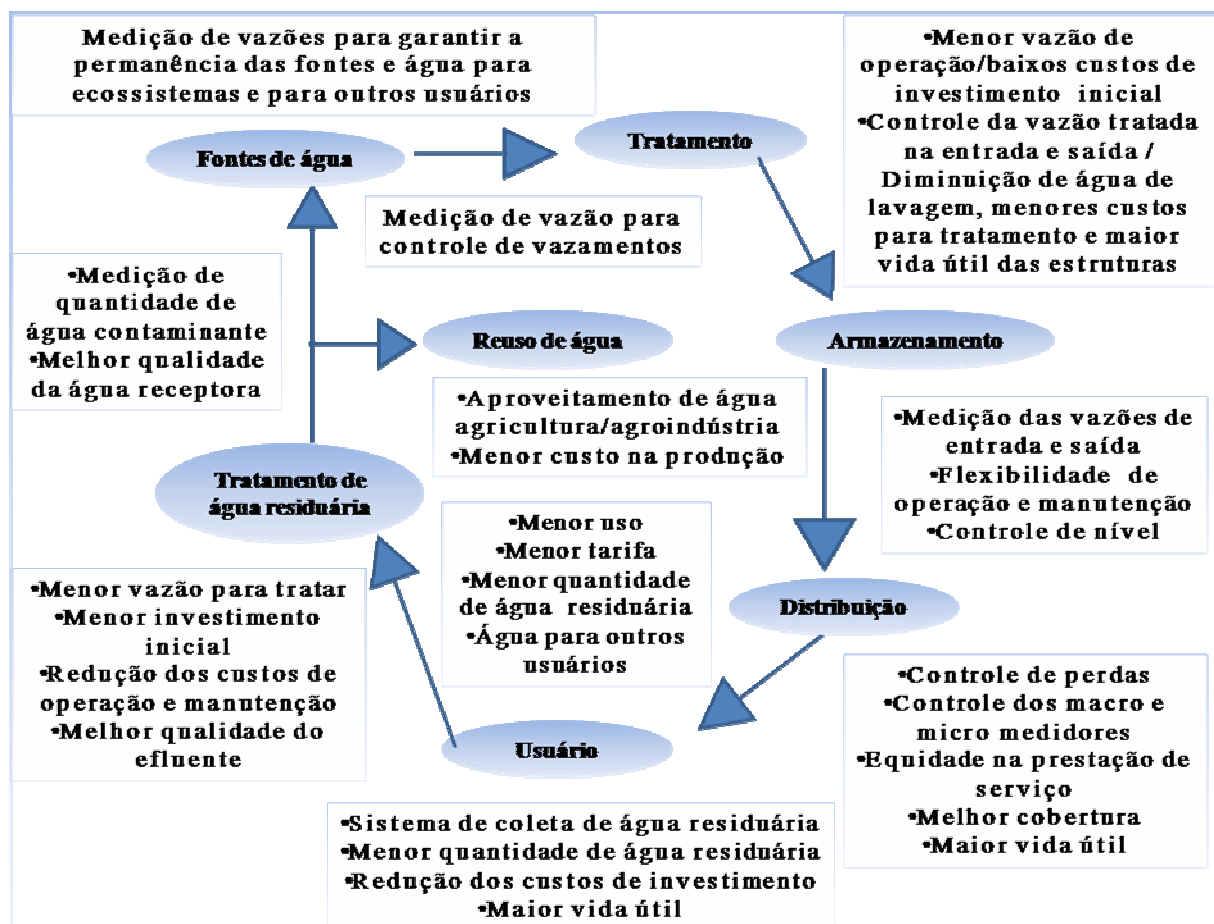 Medição de vazões para garantir a
permanência das fontes e água para
ecossistemas e para outros usuários
•Menor vazão de
operação/baixos custos de
investimento inicial
•Controle da vazão tratada
na entrada e saída /
Diminuição de água de
lavagem, menores custos
para tratamento e maior
vida útil das estruturas
Fontes de água
Tratamento
Medição de vazão para
controle de vazamentos
•Medição de
quantidade de
água contaminante
•Melhor qualidade
da água receptora
Reuso de água
Armazenamento
•Aproveitamento de água
agricultura/agroindústria
•Menor custo na produção
•Medição das vazões de
entrada e saída
•Flexibilidade de
operação e manutenção
•Controle de nível
Tratamento de
água residuária
•Menor uso
•Menor tarifa
•Menor quantidade
de água residuária
•Água para outros
usuários
Distribuição
•Menor vazão para tratar
•Menor investimento
inicial
•Redução dos custos de
operação e manutenção
•Melhor qualidade do
efluente
•Controle de perdas
•Controle dos macro e
micro medidores
•Equidade na prestação de
serviço
•Melhor cobertura
•Maior vida útil
Usuário
•Sistema de coleta de água residuária
•Menor quantidade de água residuária
•Redução dos custos de investimento
•Maior vida útil